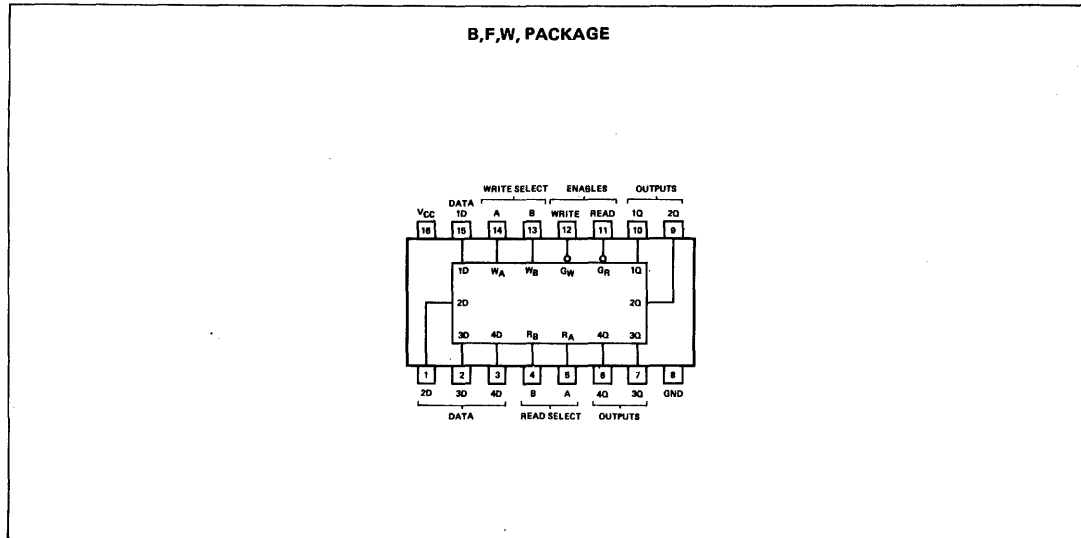 B,F,W, PACKAGE
WRITE SELECT ENABLES OUTPUTS
DATA
VCC 1D A B WRITE READ 1Q 2Q
16 15 14 13 12 11 10 9
1D WA WB GW GR 1Q
2D 2Q
3D 4D RB RA 4Q 3Q
1 2 3 4 5 6 7 8
2D 3D 4D B A 4Q 3Q GND
DATA READ SELECT OUTPUTS